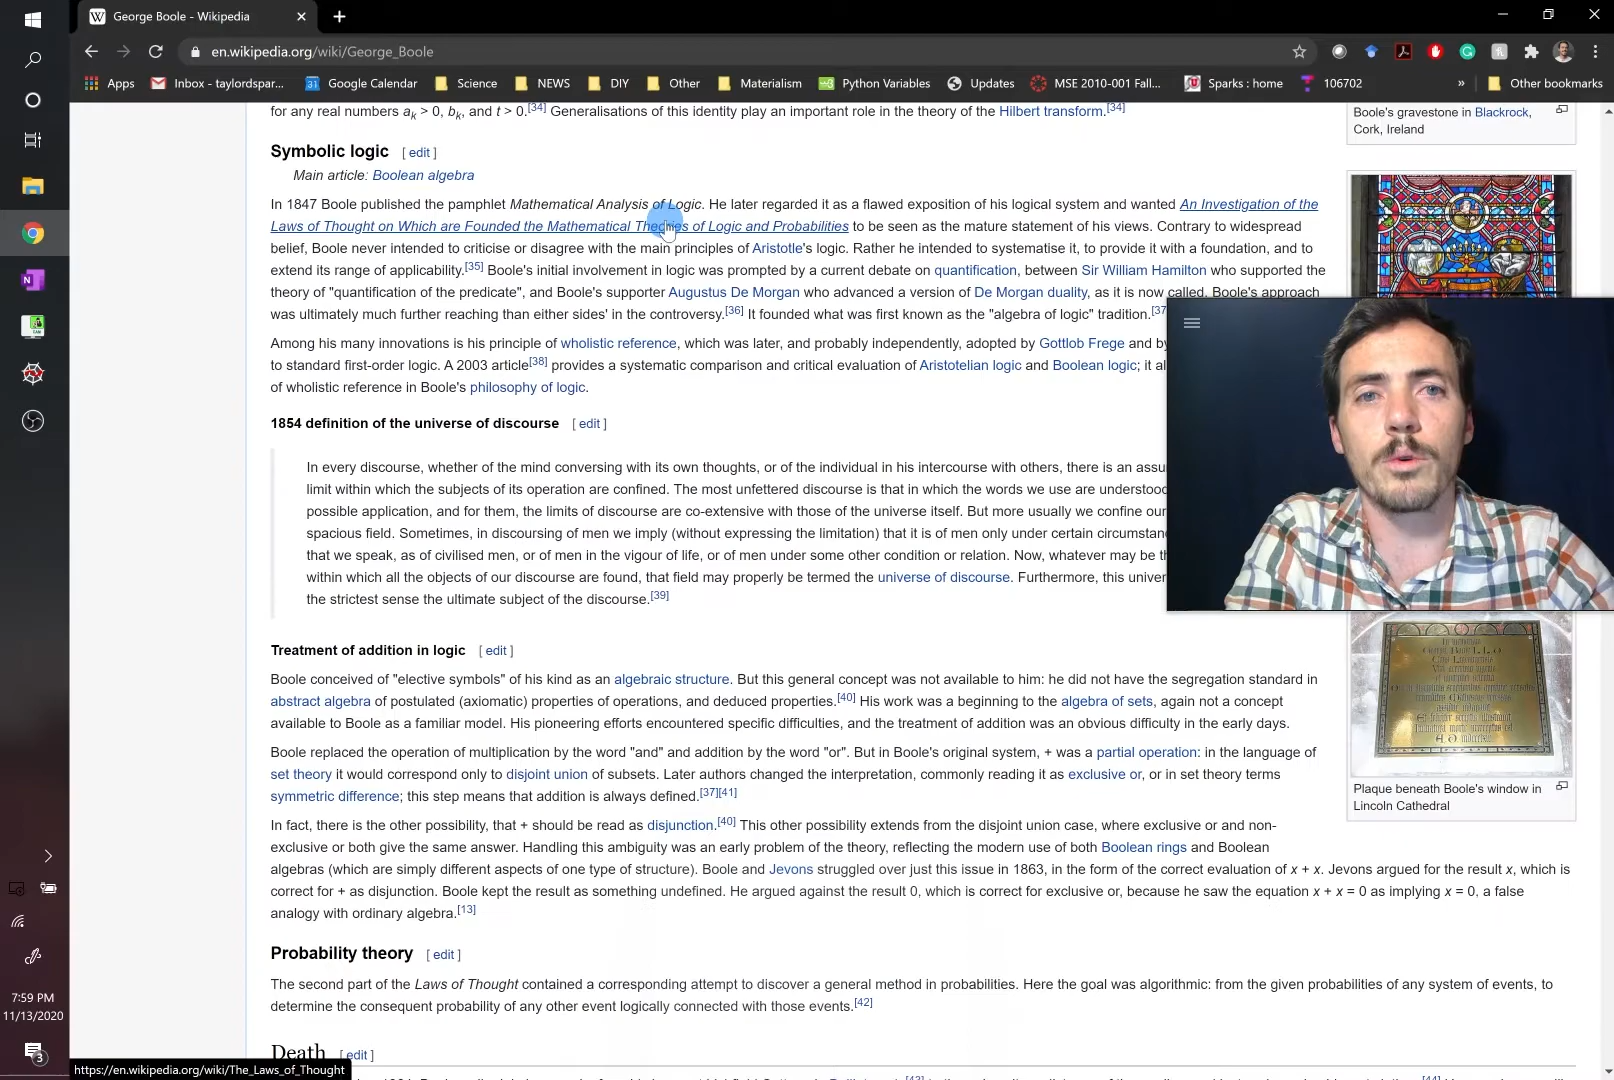 George Boole - Wikipedia
en.wikipedia.org/wiki/George_Boole
Apps Inbox - taylordspar... 31 Google Calendar Science NEWS DIY Other Materialism Python Variables Updates MSE 2010-001 Fall... Sparks : home 106702 » Other bookmarks
for any real numbers ak > 0, bk, and t > 0.[34] Generalisations of this identity play an important role in the theory of the Hilbert transform.[34]
Boole's gravestone in Blackrock,
Cork, Ireland
Symbolic logic [ edit ]
Main article: Boolean algebra
In 1847 Boole published the pamphlet Mathematical Analysis of Logic. He later regarded it as a flawed exposition of his logical system and wanted An Investigation of the
Laws of Thought on Which are Founded the Mathematical Theories of Logic and Probabilities to be seen as the mature statement of his views. Contrary to widespread
belief, Boole never intended to criticise or disagree with the main principles of Aristotle's logic. Rather he intended to systematise it, to provide it with a foundation, and to
extend its range of applicability.[35] Boole's initial involvement in logic was prompted by a current debate on quantification, between Sir William Hamilton who supported the
theory of "quantification of the predicate", and Boole's supporter Augustus De Morgan who advanced a version of De Morgan duality, as it is now called. Boole's approach
was ultimately much further reaching than either sides' in the controversy.[36] It founded what was first known as the "algebra of logic" tradition.[37
Among his many innovations is his principle of wholistic reference, which was later, and probably independently, adopted by Gottlob Frege and by
to standard first-order logic. A 2003 article[38] provides a systematic comparison and critical evaluation of Aristotelian logic and Boolean logic; it al
of wholistic reference in Boole's philosophy of logic.
1854 definition of the universe of discourse [ edit ]
In every discourse, whether of the mind conversing with its own thoughts, or of the individual in his intercourse with others, there is an assu
limit within which the subjects of its operation are confined. The most unfettered discourse is that in which the words we use are understood
possible application, and for them, the limits of discourse are co-extensive with those of the universe itself. But more usually we confine our
spacious field. Sometimes, in discoursing of men we imply (without expressing the limitation) that it is of men only under certain circumstanc
that we speak, as of civilised men, or of men in the vigour of life, or of men under some other condition or relation. Now, whatever may be th
within which all the objects of our discourse are found, that field may properly be termed the universe of discourse. Furthermore, this univer
the strictest sense the ultimate subject of the discourse.[39]
Treatment of addition in logic [ edit ]
Boole conceived of "elective symbols" of his kind as an algebraic structure. But this general concept was not available to him: he did not have the segregation standard in
abstract algebra of postulated (axiomatic) properties of operations, and deduced properties.[40] His work was a beginning to the algebra of sets, again not a concept
available to Boole as a familiar model. His pioneering efforts encountered specific difficulties, and the treatment of addition was an obvious difficulty in the early days.
Boole replaced the operation of multiplication by the word "and" and addition by the word "or". But in Boole's original system, + was a partial operation: in the language of
set theory it would correspond only to disjoint union of subsets. Later authors changed the interpretation, commonly reading it as exclusive or, or in set theory terms
symmetric difference; this step means that addition is always defined.[37][41]
Plaque beneath Boole's window in
Lincoln Cathedral
In fact, there is the other possibility, that + should be read as disjunction.[40] This other possibility extends from the disjoint union case, where exclusive or and non-
exclusive or both give the same answer. Handling this ambiguity was an early problem of the theory, reflecting the modern use of both Boolean rings and Boolean
algebras (which are simply different aspects of one type of structure). Boole and Jevons struggled over just this issue in 1863, in the form of the correct evaluation of x + x. Jevons argued for the result x, which is
correct for + as disjunction. Boole kept the result as something undefined. He argued against the result 0, which is correct for exclusive or, because he saw the equation x + x = 0 as implying x = 0, a false
analogy with ordinary algebra.[13]
Probability theory [ edit ]
The second part of the Laws of Thought contained a corresponding attempt to discover a general method in probabilities. Here the goal was algorithmic: from the given probabilities of any system of events, to
determine the consequent probability of any other event logically connected with those events.[42]
Death [ edit ]
7:59 PM
11/13/2020
3
https://en.wikipedia.org/wiki/The_Laws_of_Thought